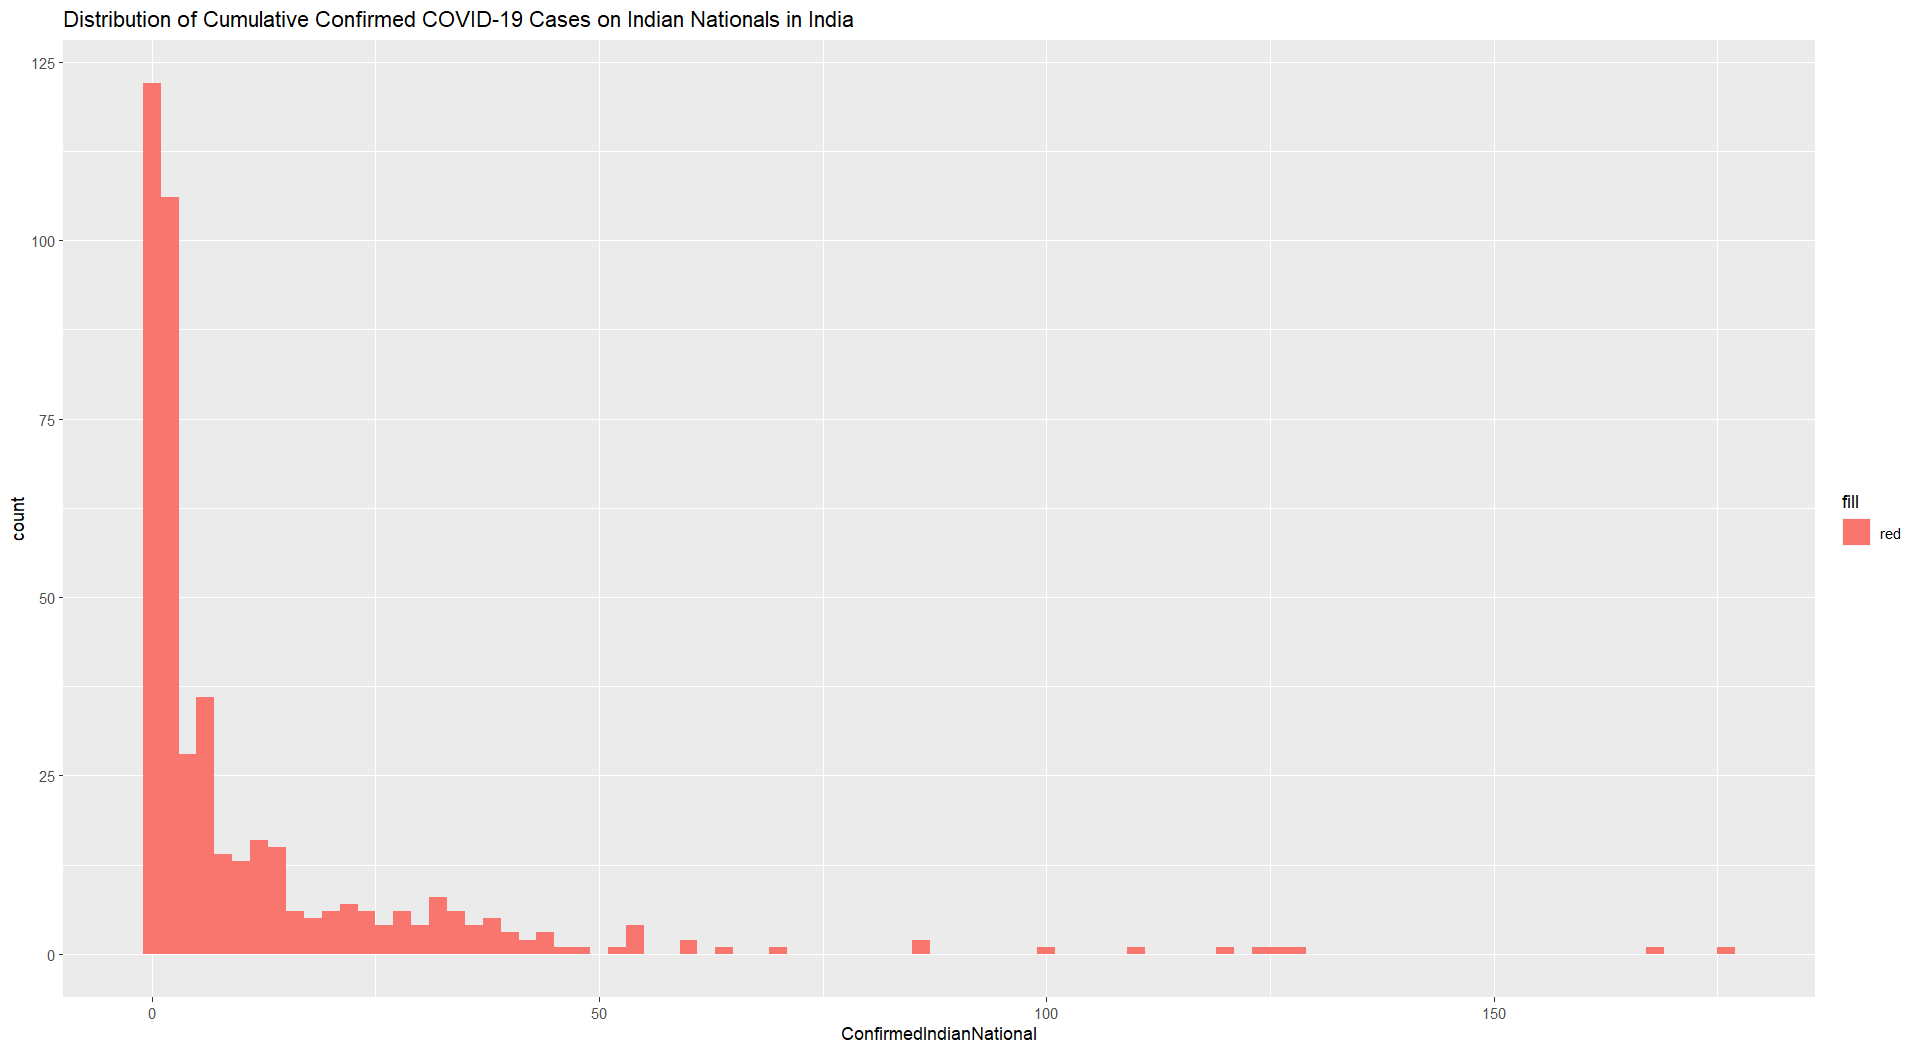 Distribution of Cumulative Confirmed COVID-19 Cases on Indian Nationals in India
125
100
75
50
25
0
count
0 50 100 150
ConfirmedIndianNational
fill
red